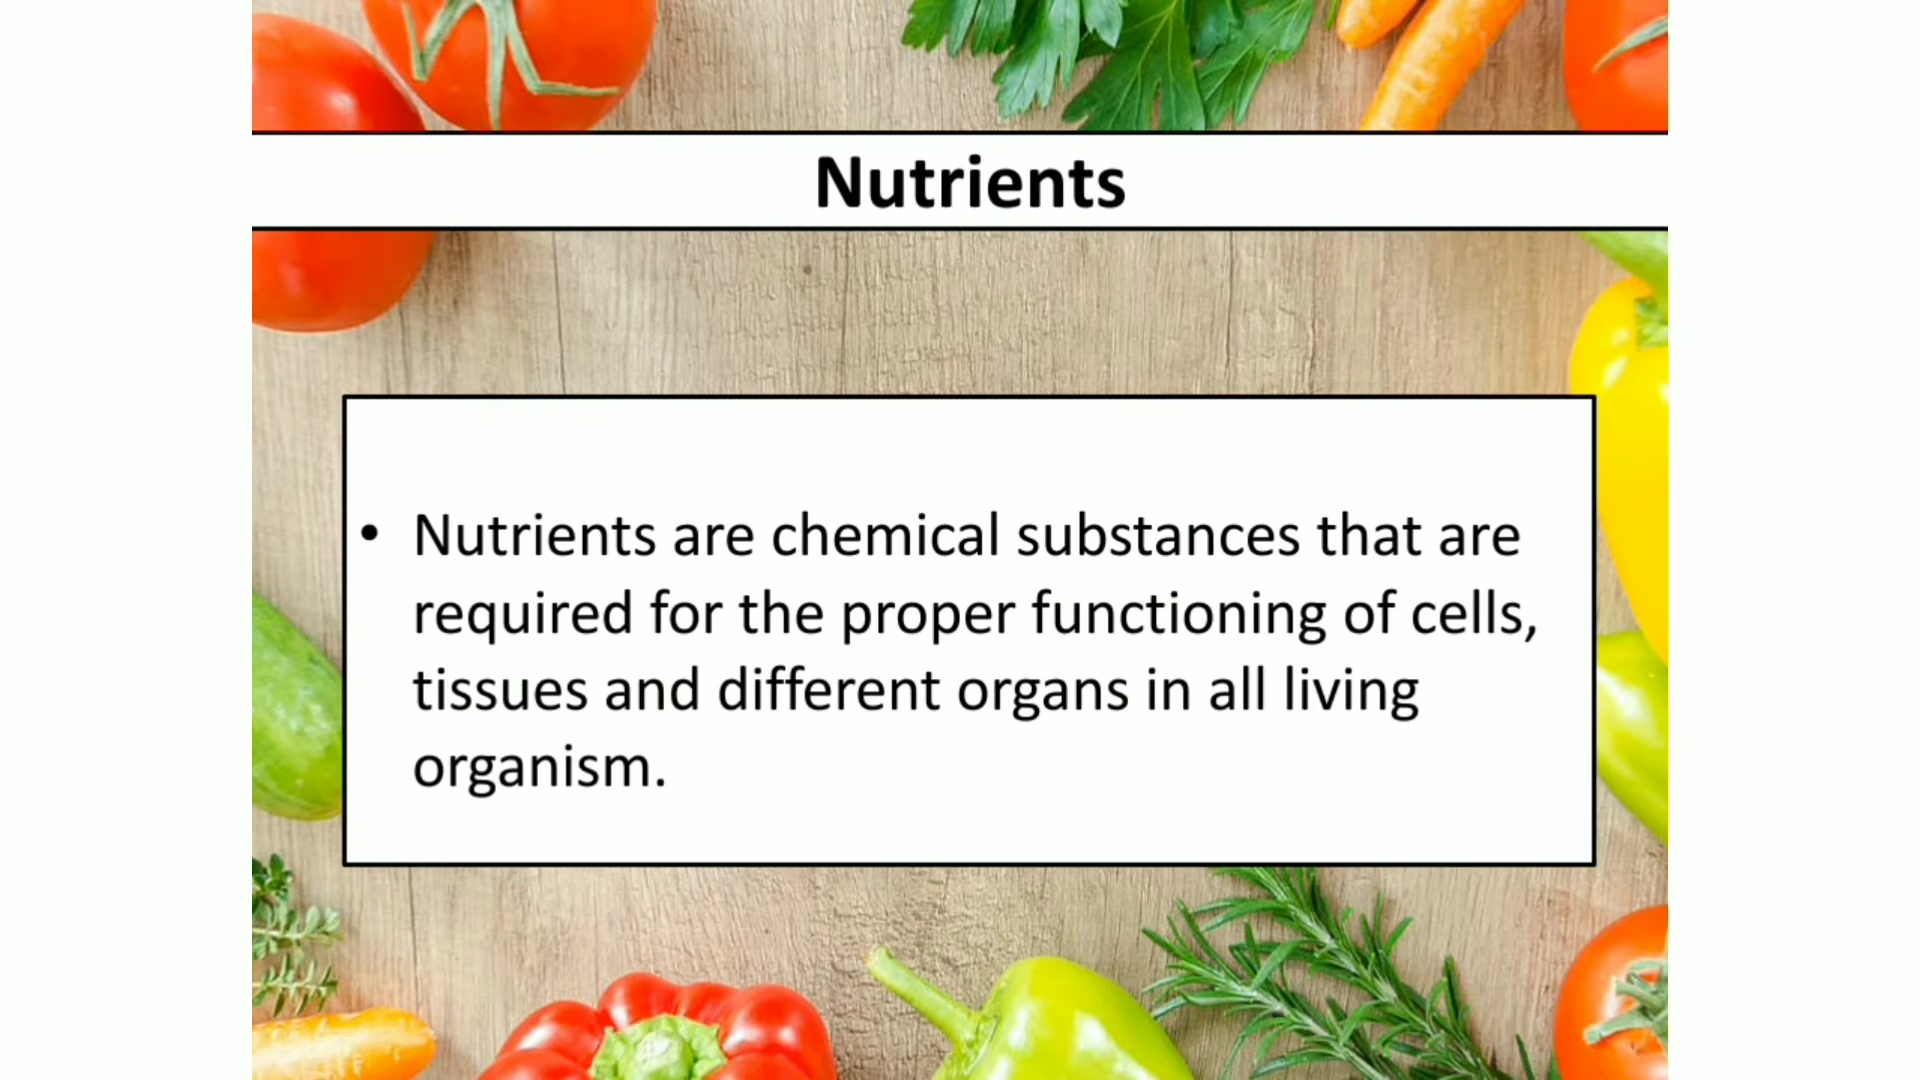 Nutrients
• Nutrients are chemical substances that are
required for the proper functioning of cells,
tissues and different organs in all living
organism.